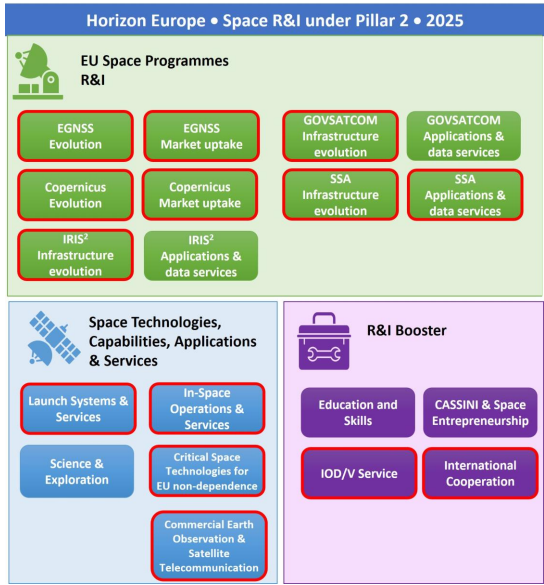 Horizon Europe • Space R&I under Pillar 2 • 2025
EU Space Programmes
R&I
EGNSS
Evolution
EGNSS
Market uptake
GOVSATCOM
Infrastructure
evolution
GOVSATCOM
Applications &
data services
Copernicus
Evolution
Copernicus
Market uptake
SSA
Infrastructure
evolution
SSA
Applications &
data services
IRIS²
Infrastructure
evolution
IRIS²
Applications &
data services
Space Technologies,
Capabilities, Applications
& Services
Launch Systems &
Services
In-Space
Operations &
Services
Science &
Exploration
Critical Space
Technologies for
EU non-dependence
Commercial Earth
Observation &
Satellite
Telecommunication
R&I Booster
Education and
Skills
CASSINI & Space
Entrepreneurship
IOD/V Service
International
Cooperation